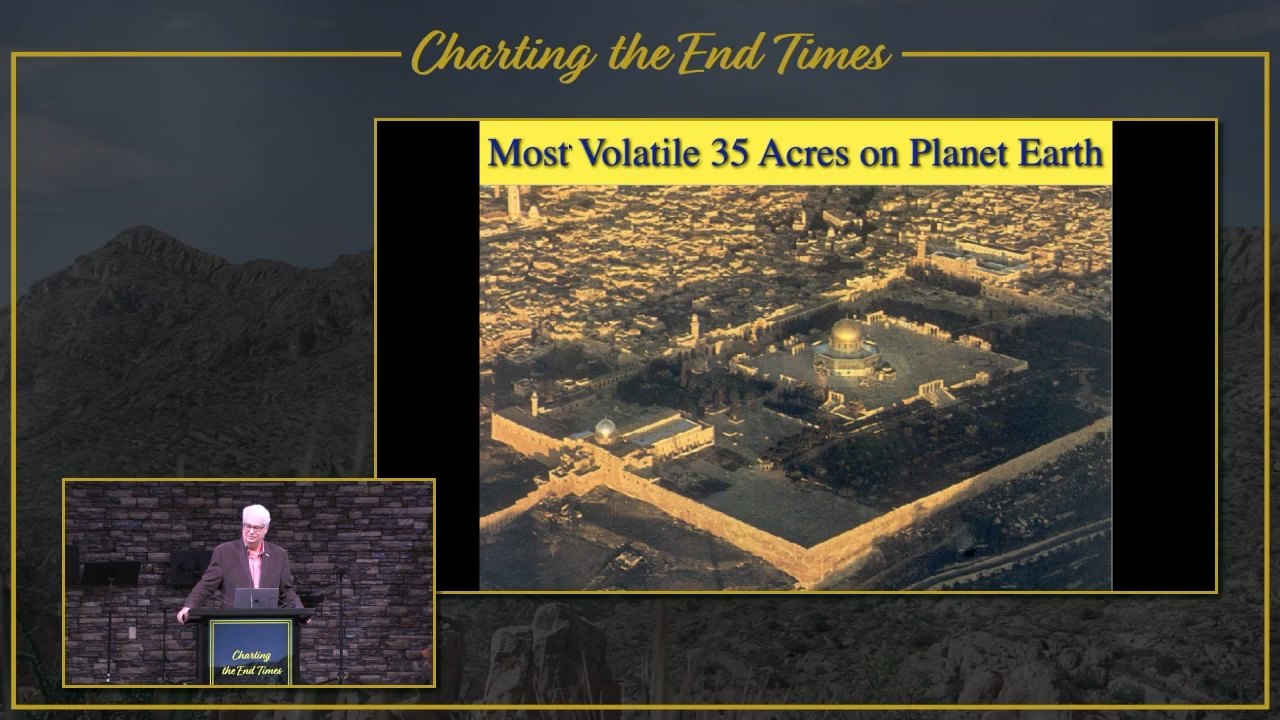 Charting the End Times
Most Volatile 35 Acres on Planet Earth
Charting
the End Times